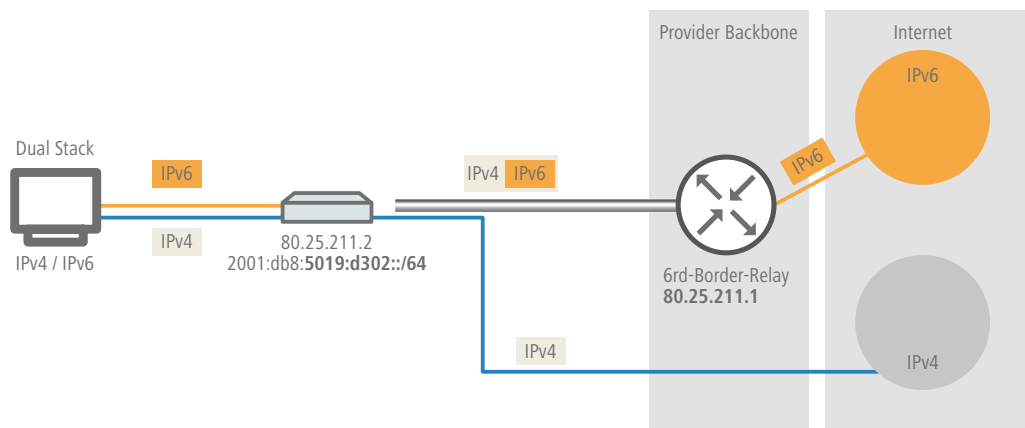 Provider Backbone
Internet
IPv6
Dual Stack
IPv6
IPv4 IPv6
IPv6
IPv4
IPv4 / IPv6
80.25.211.2
2001:db8:5019:d302::/64
6rd-Border-Relay
80.25.211.1
IPv4
IPv4